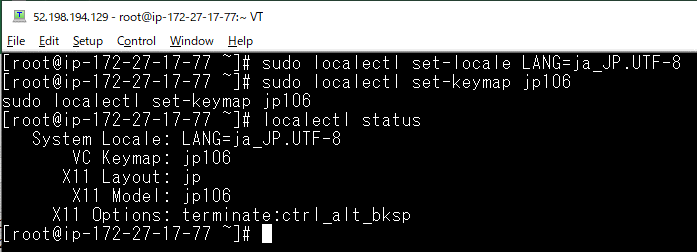 52.198.194.129 - root@ip-172-27-17-77:~ VT
File Edit Setup Control Window Help
[root@ip-172-27-17-77 ~]# sudo localectl set-locale LANG=ja_JP.UTF-8
[root@ip-172-27-17-77 ~]# sudo localectl set-keymap jp106
sudo localectl set-keymap jp106
[root@ip-172-27-17-77 ~]# localectl status
System Locale: LANG=ja_JP.UTF-8
VC Keymap: jp106
X11 Layout: jp
X11 Model: jp106
X11 Options: terminate:ctrl_alt_bksp
[root@ip-172-27-17-77 ~]#